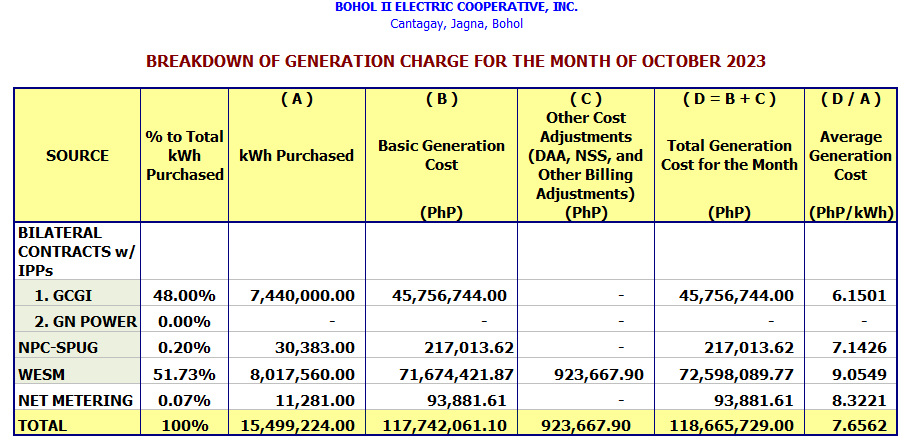 BOHOL II ELECTRIC COOPERATIVE, INC.
Cantagay, Jagna, Bohol
BREAKDOWN OF GENERATION CHARGE FOR THE MONTH OF OCTOBER 2023
SOURCE
% to Total
kWh
Purchased
( A )
kWh Purchased
( B )
Basic Generation
Cost
(PhP)
( C )
Other Cost
Adjustments
(DAA, NSS, and
Other Billing
Adjustments)
(PhP)
( D = B + C )
Total Generation
Cost for the Month
(PhP)
( D / A )
Average
Generation
Cost
(PhP/kWh)
BILATERAL
CONTRACTS w/
IPPs
1. GCGI 48.00% 7,440,000.00 45,756,744.00 - 45,756,744.00 6.1501
2. GN POWER 0.00% - - - - -
NPC-SPUG 0.20% 30,383.00 217,013.62 - 217,013.62 7.1426
WESM 51.73% 8,017,560.00 71,674,421.87 923,667.90 72,598,089.77 9.0549
NET METERING 0.07% 11,281.00 93,881.61 - 93,881.61 8.3221
TOTAL 100% 15,499,224.00 117,742,061.10 923,667.90 118,665,729.00 7.6562